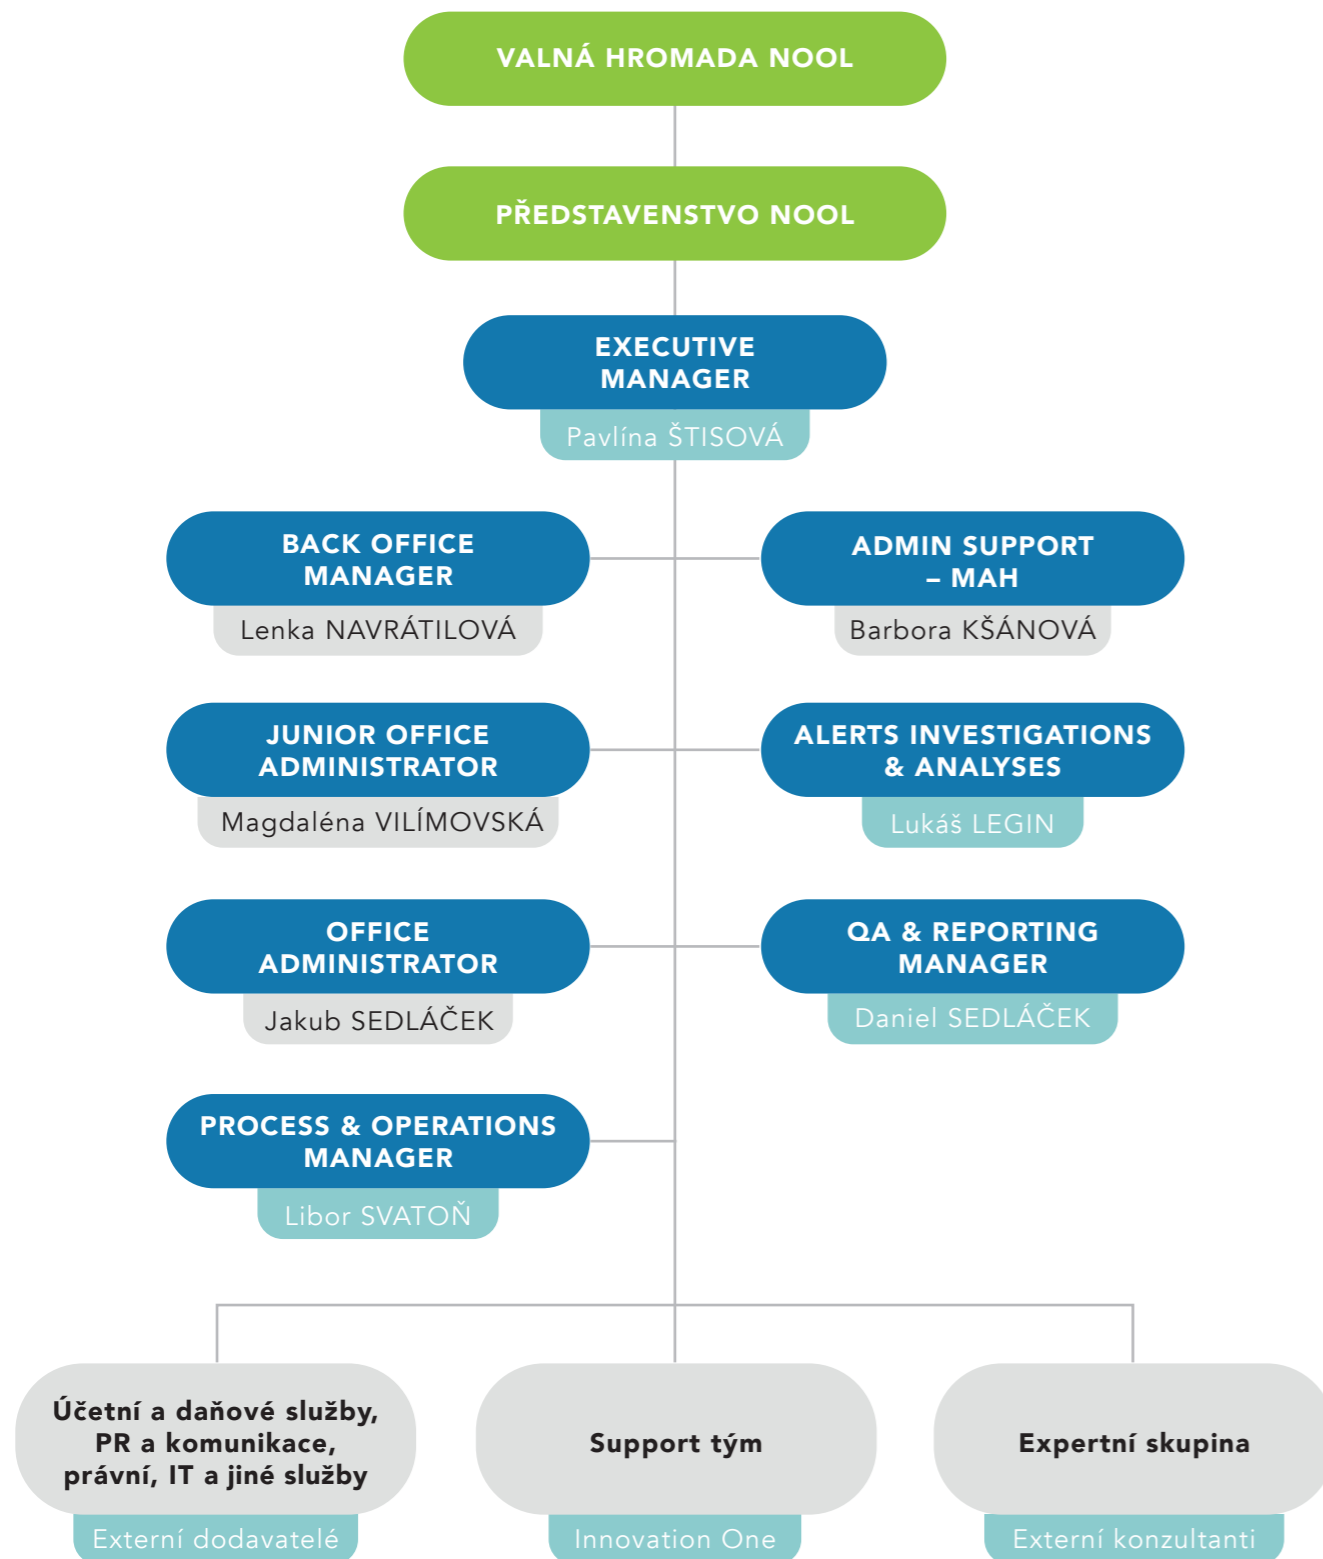 VALNÁ HROMADA NOOL
PŘEDSTAVENSTVO NOOL
EXECUTIVE
MANAGER
Pavlína ŠTISOVÁ
BACK OFFICE
MANAGER
Lenka NAVRÁTILOVÁ
ADMIN SUPPORT
– MAH
Barbora KŠÁNOVÁ
JUNIOR OFFICE
ADMINISTRATOR
Magdaléna VILÍMOVSKÁ
ALERTS INVESTIGATIONS
& ANALYSES
Lukáš LEGIN
OFFICE
ADMINISTRATOR
Jakub SEDLÁČEK
QA & REPORTING
MANAGER
Daniel SEDLÁČEK
PROCESS & OPERATIONS
MANAGER
Libor SVATOŇ
Účetní a daňové služby,
PR a komunikace,
právní, IT a jiné služby
Externí dodavatelé
Support tým
Innovation One
Expertní skupina
Externí konzultanti